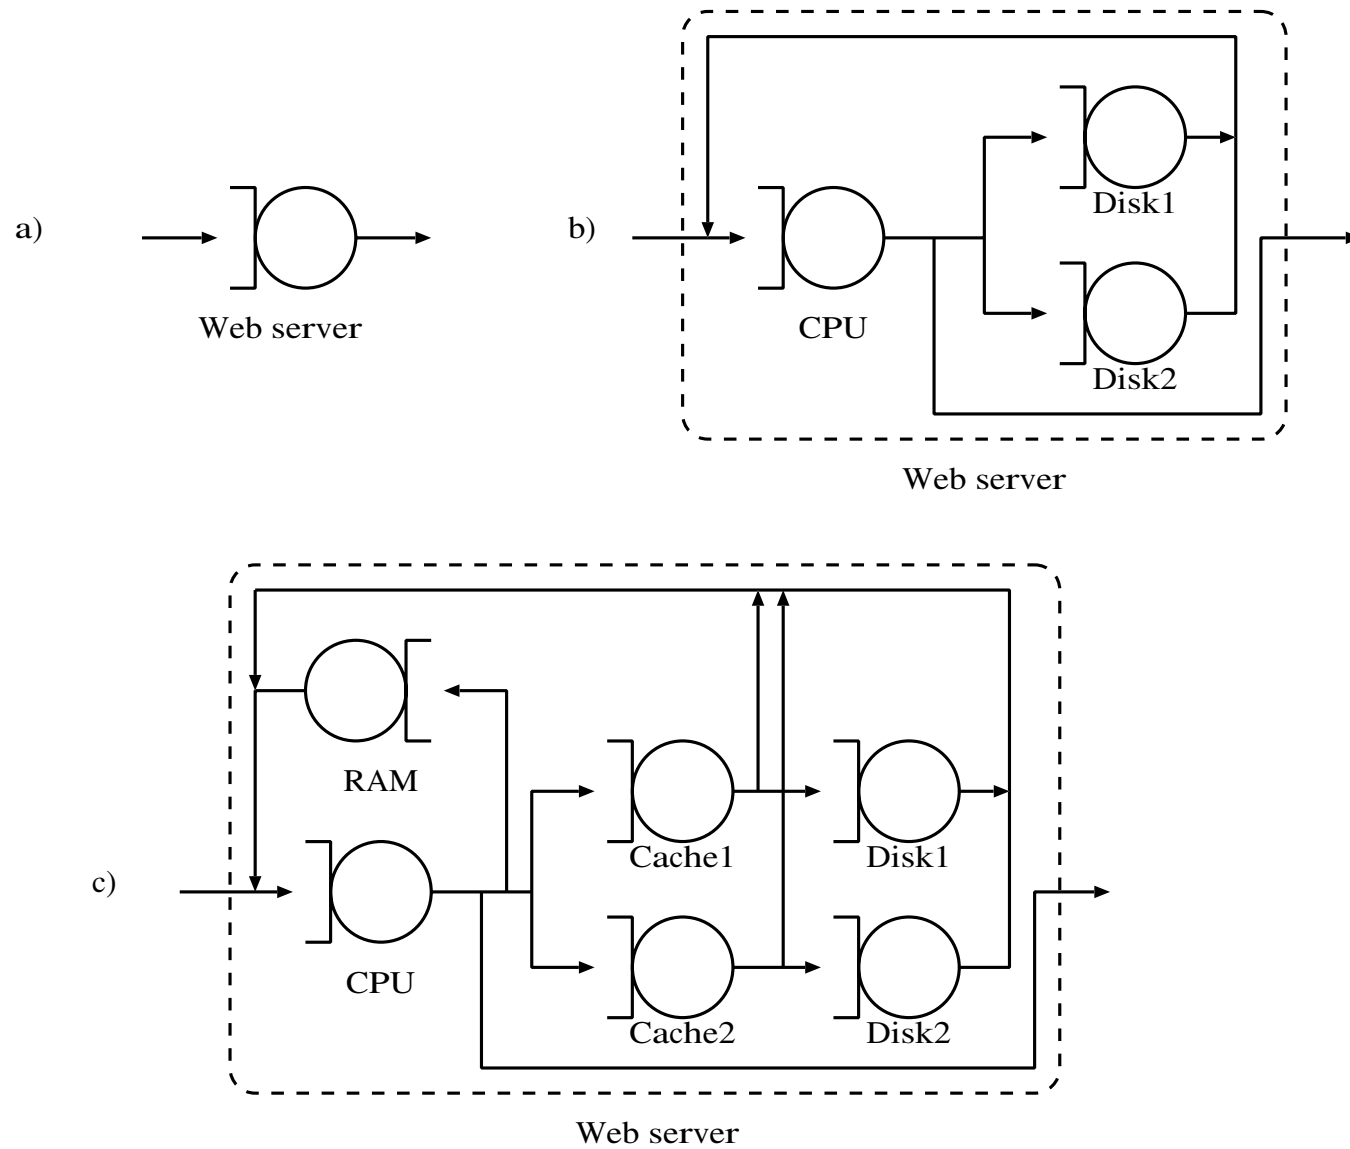 a)
Web server
b)
Disk1
CPU
Disk2
Web server
c)
RAM
Cache1
Disk1
CPU
Cache2
Disk2
Web server